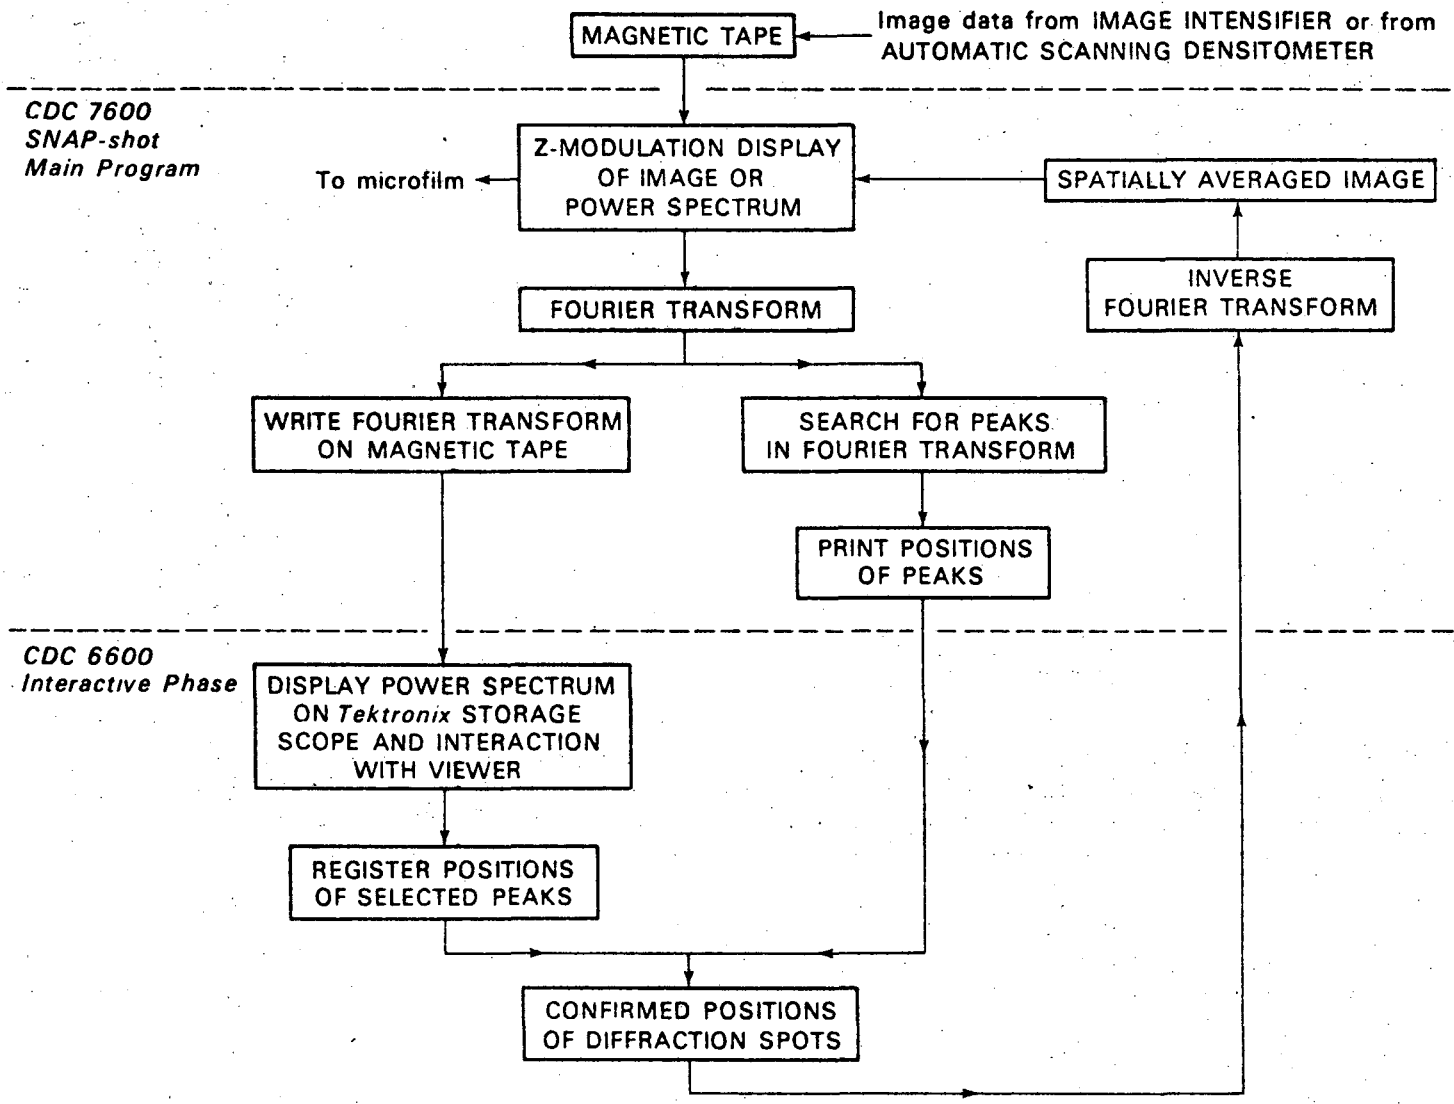 MAGNETIC TAPE
Image data from IMAGE INTENSIFIER or from
AUTOMATIC SCANNING DENSITOMETER
CDC 7600
SNAP-shot
Main Program
Z-MODULATION DISPLAY
OF IMAGE OR
POWER SPECTRUM
To microfilm
SPATIALLY AVERAGED IMAGE
INVERSE
FOURIER TRANSFORM
FOURIER TRANSFORM
WRITE FOURIER TRANSFORM
ON MAGNETIC TAPE
SEARCH FOR PEAKS
IN FOURIER TRANSFORM
PRINT POSITIONS
OF PEAKS
CDC 6600
Interactive Phase
DISPLAY POWER SPECTRUM
ON Tektronix STORAGE
SCOPE AND INTERACTION
WITH VIEWER
REGISTER POSITIONS
OF SELECTED PEAKS
CONFIRMED POSITIONS
OF DIFFRACTION SPOTS